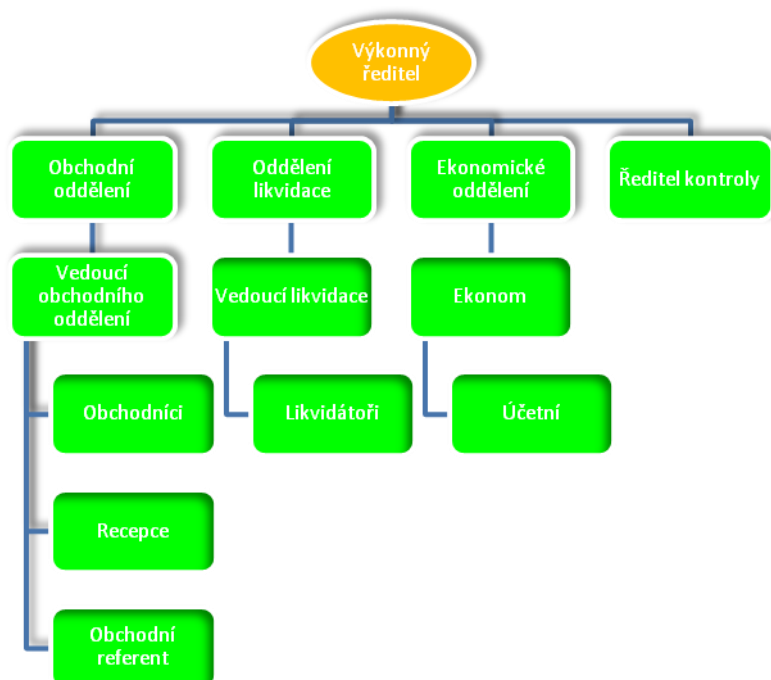 Výkonný
ředitel
Obchodní
oddělení
Oddělení
likvidace
Ekonomické
oddělení
Ředitel kontroly
Vedoucí
obchodního
oddělení
Vedoucí likvidace
Ekonom
Obchodníci
Likvidátoři
Účetní
Recepce
Obchodní
referent